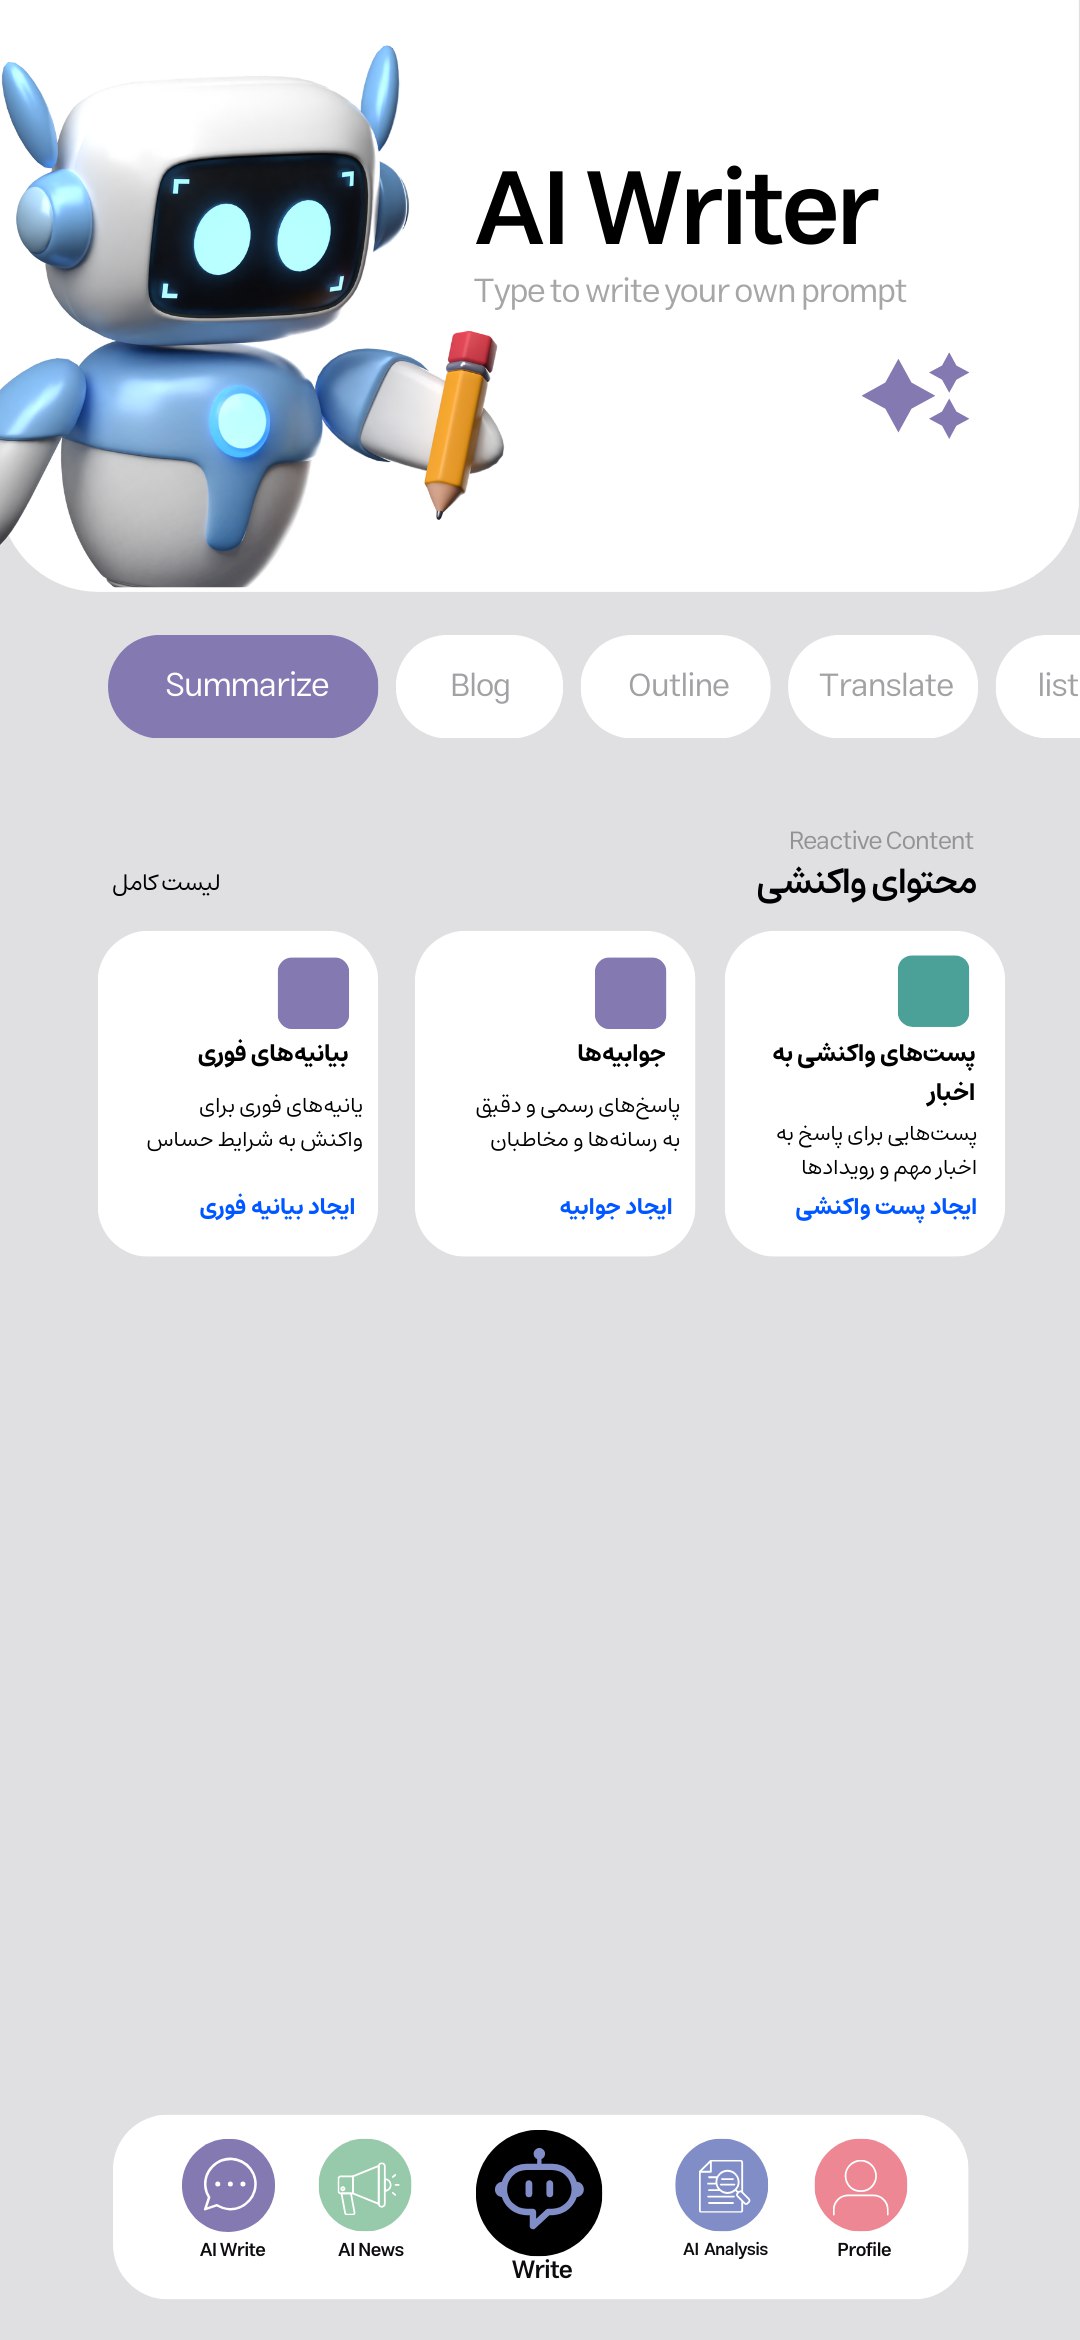 AI Writer
Type to write your own prompt
Summarize
Blog
Outline
Translate
list
Reactive Content
محتوای واکنشی
لیست کامل
پست‌های واکنشی به
اخبار
پست‌هایی برای پاسخ به
اخبار مهم و رویدادها
ایجاد پست واکنشی
جوابیه‌ها
پاسخ‌های رسمی و دقیق
به رسانه‌ها و مخاطبان
ایجاد جوابیه
بیانیه‌های فوری
یانیه‌های فوری برای
واکنش به شرایط حساس
ایجاد بیانیه فوری
AI Write
AI News
Write
AI Analysis
Profile